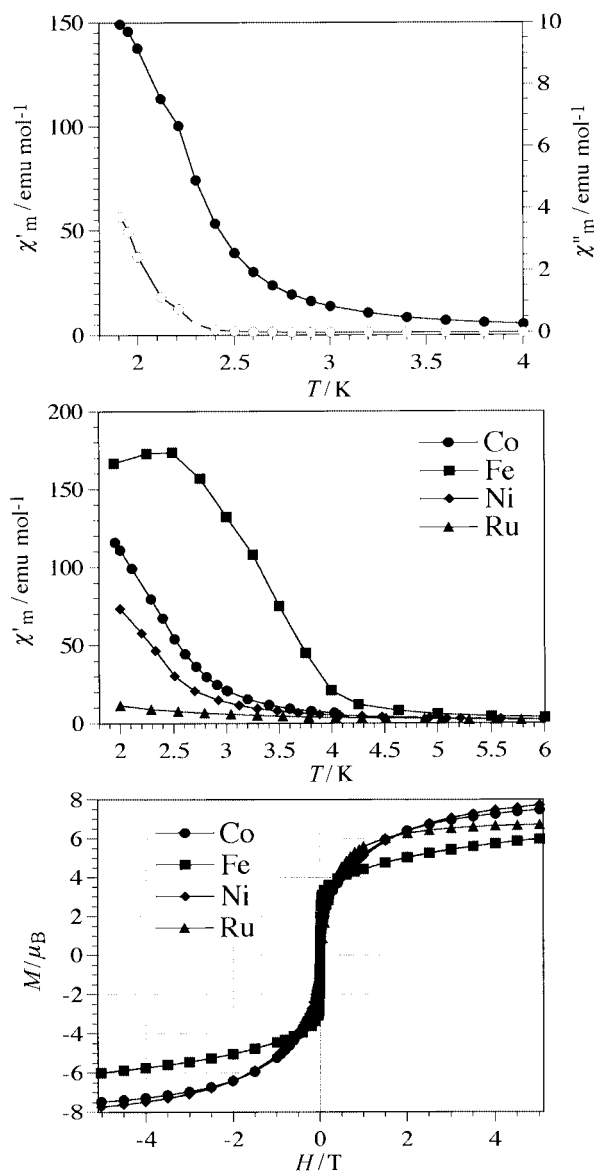 150
100
50
0
χ'm / emu mol-1
10
8
6
4
2
0
χ''m / emu mol-1
2 2.5 3 3.5 4
T / K
200
150
100
50
0
χ'm / emu mol-1
Co
Fe
Ni
Ru
2 2.5 3 3.5 4 4.5 5 5.5 6
T / K
8
6
4
2
0
-2
-4
-6
-8
M/μB
Co
Fe
Ni
Ru
-4 -2 0 2 4
H/T